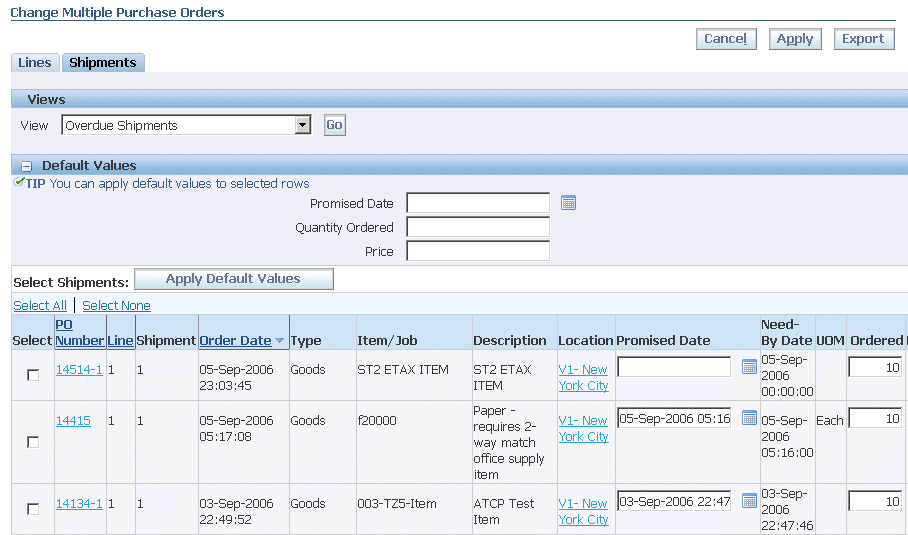 Change Multiple Purchase Orders
Cancel Apply Export
Lines Shipments
Views
View Overdue Shipments Go
Default Values
TIP You can apply default values to selected rows
Promised Date
Quantity Ordered
Price
Select Shipments: Apply Default Values
Select All | Select None
PO Need-
Select Number Line Shipment Order Date Type Item/Job Description Location Promised Date By Date UOM Ordered
14514-1 1 1 05-Sep-2006 Goods ST2 ETAX ITEM ST2 ETAX V1- New 05-Sep- 10
23:03:45 ITEM York City 2006
00:00:00
14415 1 1 05-Sep-2006 Goods f20000 Paper - V1- New 05-Sep-2006 05:16 05-Sep- Each 10
05:17:08 requires 2- York City 2006
way match 05:16:00
office supply
item
14134-1 1 1 03-Sep-2006 Goods 003-TZ5-Item ATCP Test V1- New 03-Sep-2006 22:47 03-Sep- 10
22:49:52 Item York City 2006
22:47:46